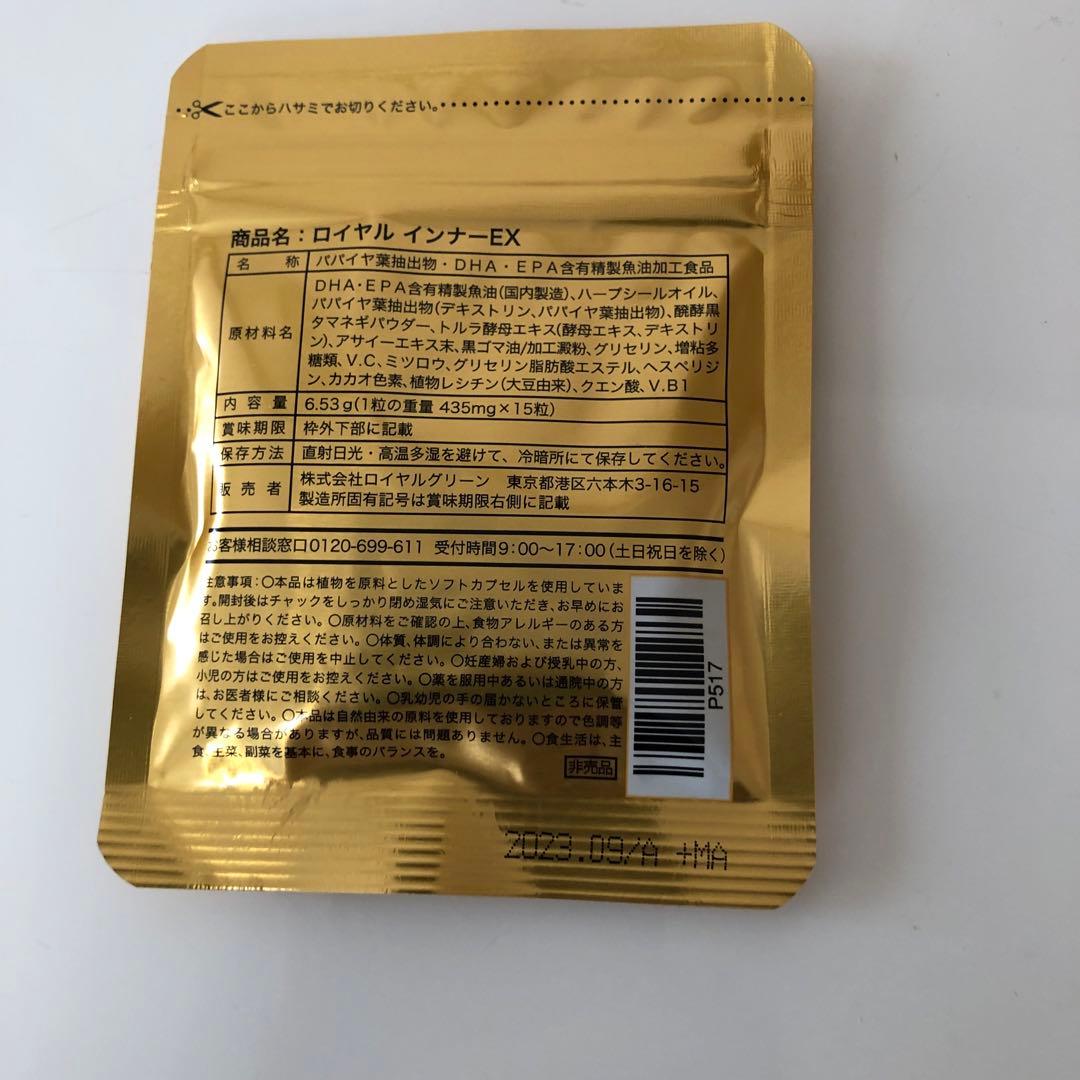 ここからハサミでお切りください。
商品名：ロイヤル インナーEX
名 称 パパイヤ葉抽出物・DHA・EPA含有精製魚油加工食品
原材料名 DHA・EPA含有精製魚油(国内製造)、ハープシールオイル、
パパイヤ葉抽出物(デキストリン、パパイヤ葉抽出物)、醗酵黒
タマネギパウダー、トルラ酵母エキス(酵母エキス、デキストリ
ン)、アサイーエキス末、黒ゴマ油/加工澱粉、グリセリン、増粘多
糖類、V.C、ミツロウ、グリセリン脂肪酸エステル、ヘスペリジ
ン、カカオ色素、植物レシチン(大豆由来)、クエン酸、V.B1
内容量 6.53g(1粒の重量 435mg×15粒)
賞味期限 枠外下部に記載
保存方法 直射日光・高温多湿を避けて、冷暗所にて保存してください。
販売者 株式会社ロイヤルグリーン 東京都港区六本木3-16-15
製造所固有記号は賞味期限右側に記載
お客様相談窓口0120-699-611 受付時間9:00〜17:00(土日祝日を除く)
注意事項：〇本品は植物を原料としたソフトカプセルを使用していま
す。開封後はチャックをしっかり閉め湿気にご注意いただき、お早めにお
召し上がりください。〇原材料をご確認の上、食物アレルギーのある方
はご使用をお控えください。〇体質、体調により合わない、または異常を
感じた場合はご使用を中止してください。〇妊産婦および授乳中の方、
小児の方はご使用をお控えください。〇薬を服用中あるいは通院中の方
は、お医者様にご相談ください。〇乳幼児の手の届かないところに保管
してください。〇本品は自然由来の原料を使用しておりますので色調等
が異なる場合がありますが、品質には問題ありません。〇食生活は、主
食、主菜、副菜を基本に、食事のバランスを。
非売品
P517
2023.09/A +MA